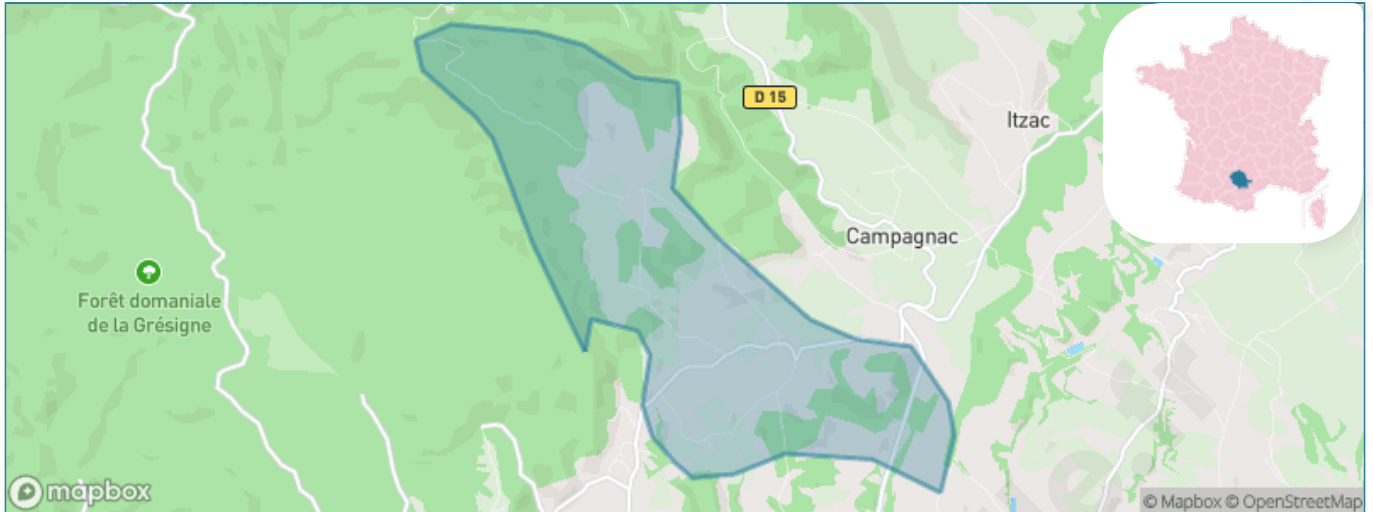 D 15
Itzac
Campagnac
Forêt domaniale
de la Grésigne
mapbox
© Mapbox © OpenStreetMap